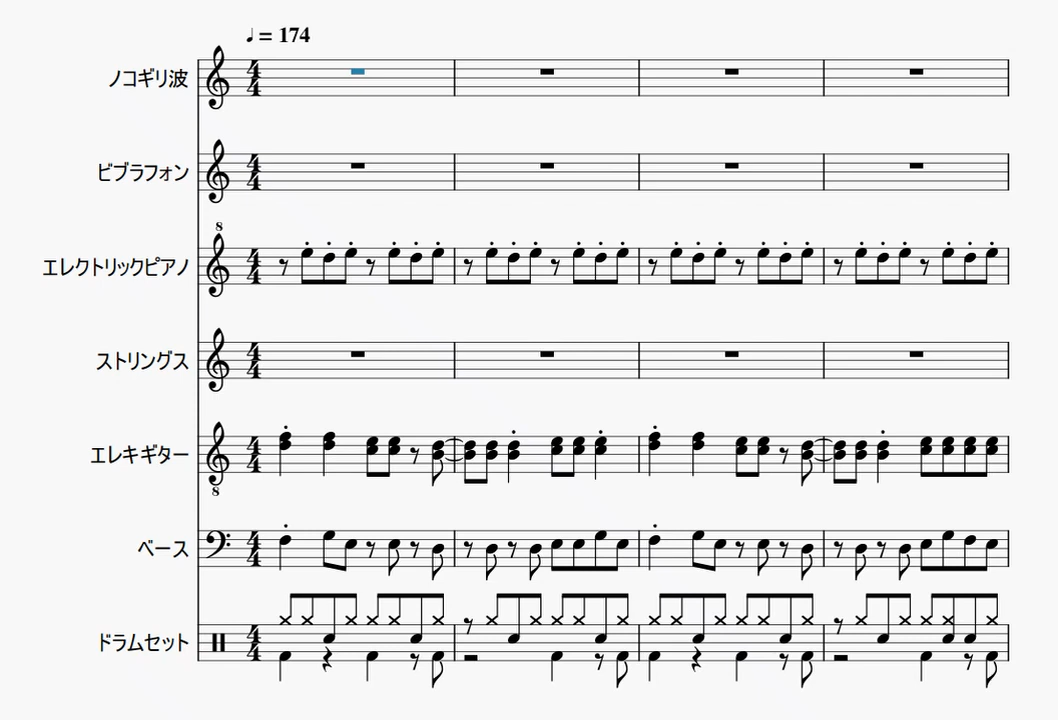 ♩= 174
ノコギリ波
ビブラフォン
エレクトリックピアノ
8
ストリングス
エレキギター
8
ベース
ドラムセット